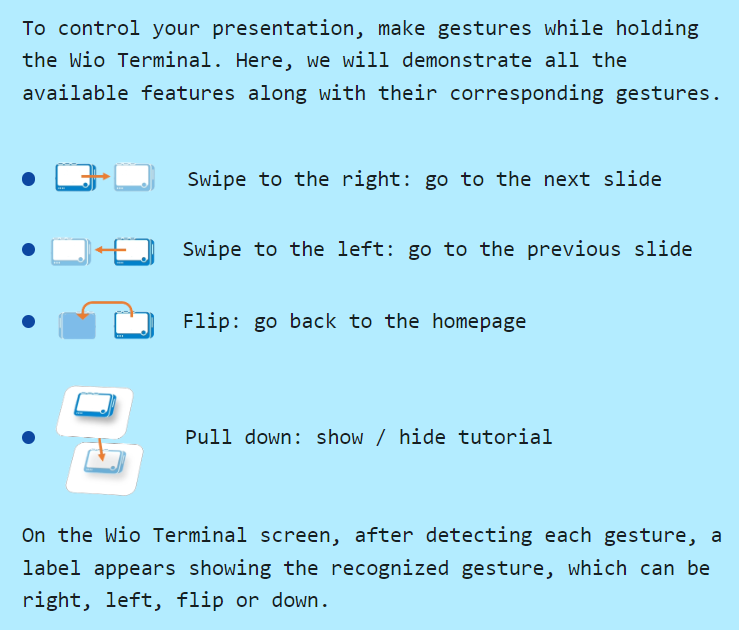 To control your presentation, make gestures while holding
the Wio Terminal. Here, we will demonstrate all the
available features along with their corresponding gestures.
Swipe to the right: go to the next slide
Swipe to the left: go to the previous slide
Flip: go back to the homepage
Pull down: show / hide tutorial
On the Wio Terminal screen, after detecting each gesture, a
label appears showing the recognized gesture, which can be
right, left, flip or down.